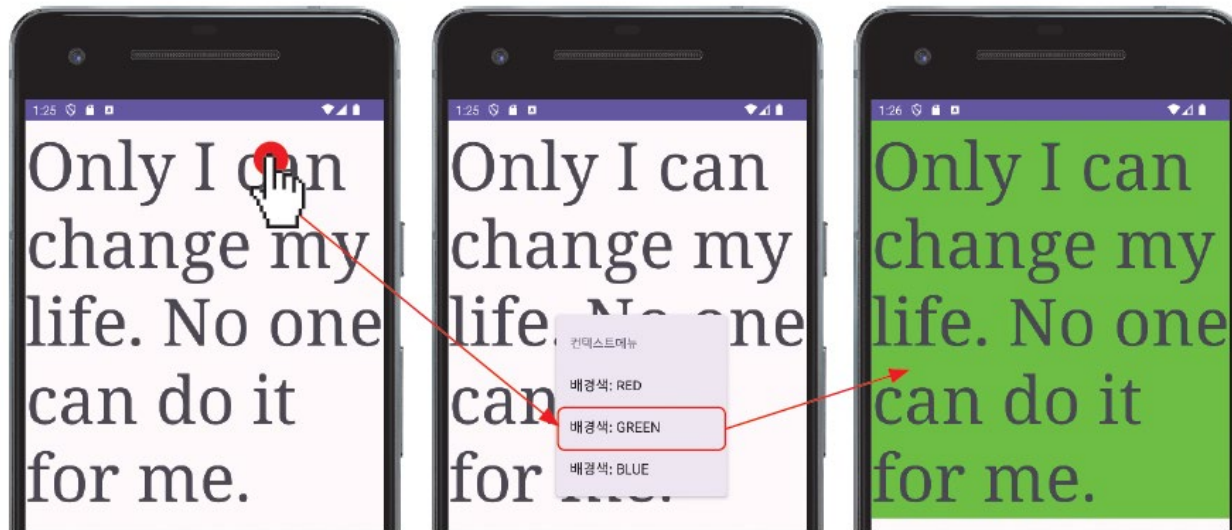 1:25
Only I can
change my
life. No one
can do it
for me.
1:25
Only I can
change my
life. No one
can
for me.
컨텍스트메뉴
배경색: RED
배경색: GREEN
배경색: BLUE
1:26
Only I can
change my
life. No one
can do it
for me.